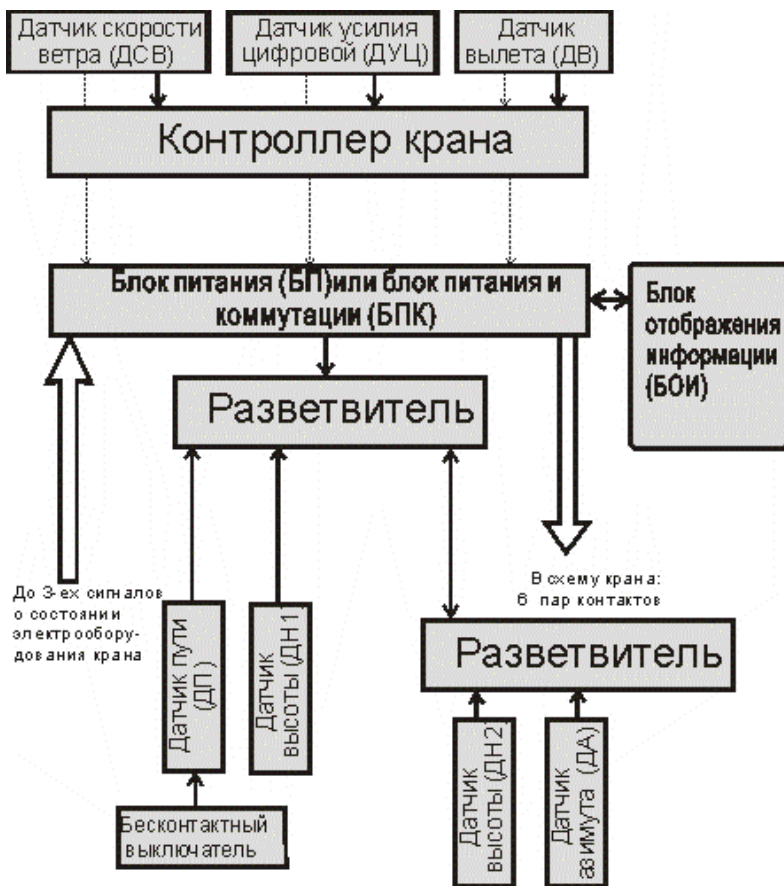 Датчик скорости
ветра (ДСВ)
Датчик усилия
цифровой (ДУЦ)
Датчик
вылета (ДВ)
Контроллер крана
Блок питания (БП)или блок питания и
коммутации (БПК)
Блок
отображения
информации
(БОИ)
Разветвитель
До 3-ех сигналов
о состоянии
электрооборуд-
дования крана
В схему крана:
6 пар контактов
Датчик пути
(ДП)
Датчик
высоты (ДН1)
Разветвитель
Бесконтактный
выключатель
Датчик
высоты (ДН2)
Датчик
азимута (ДА)